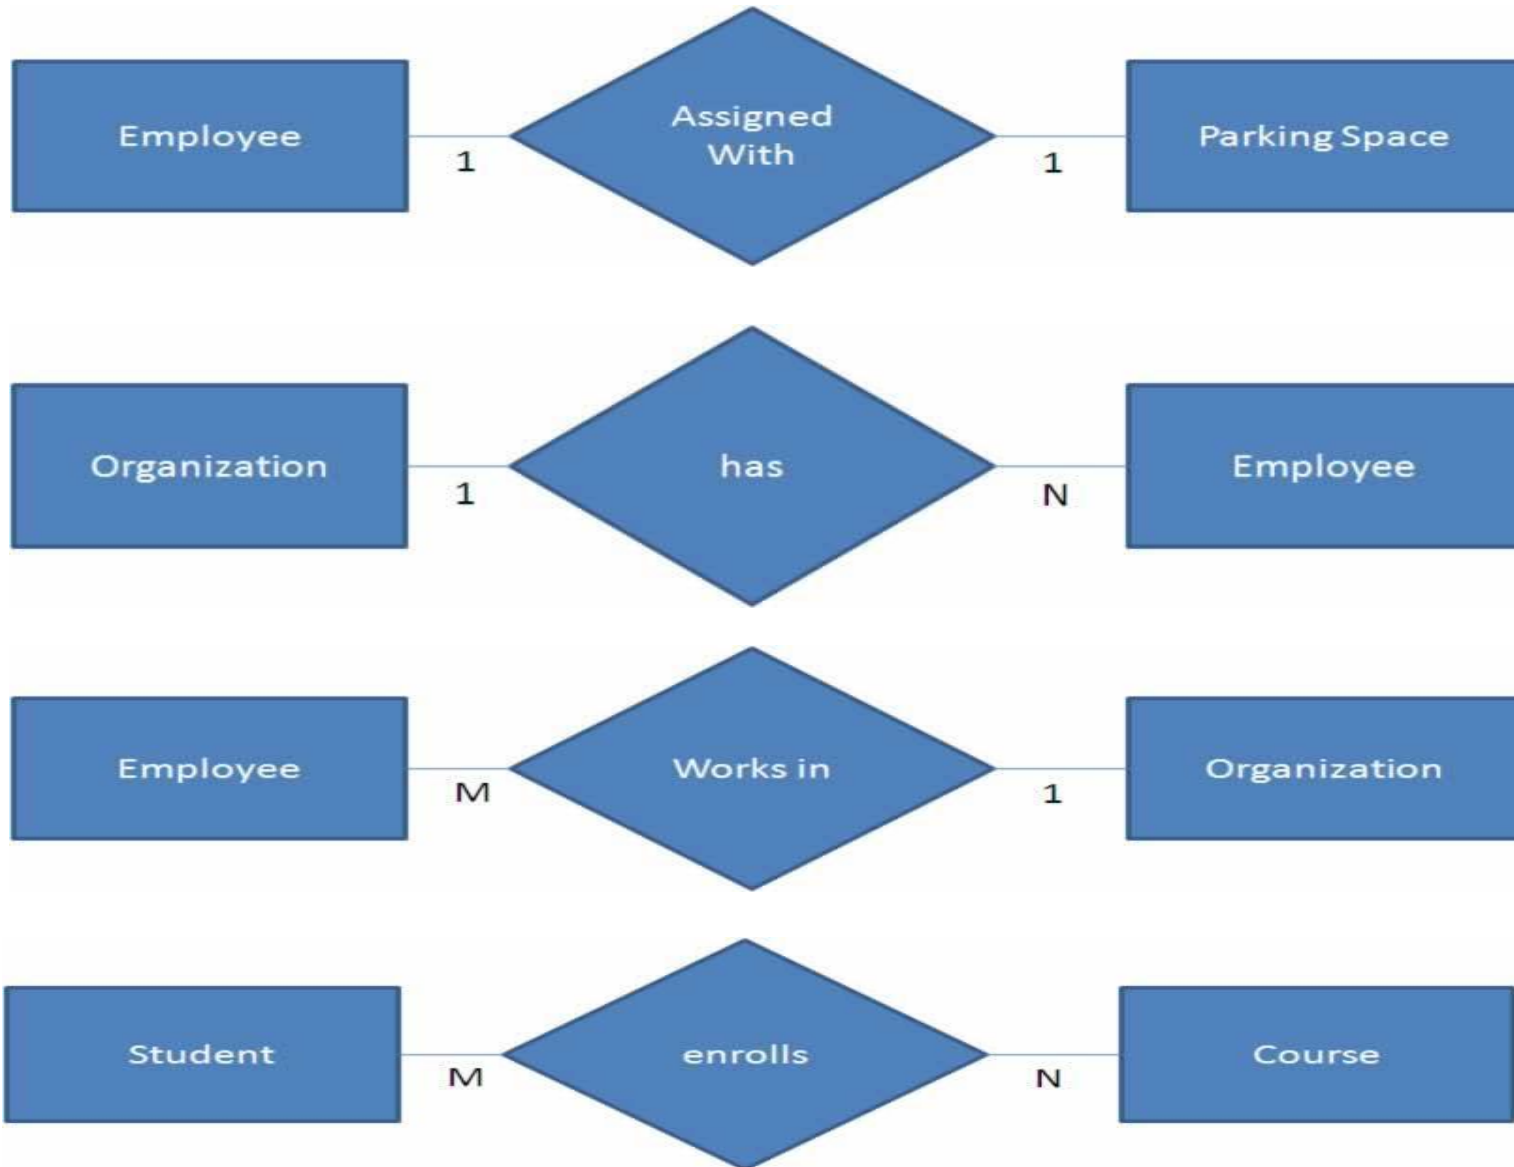 Employee
1
Assigned
With
1
Parking Space
Organization
1
has
N
Employee
Employee
M
Works in
1
Organization
Student
M
enrolls
N
Course